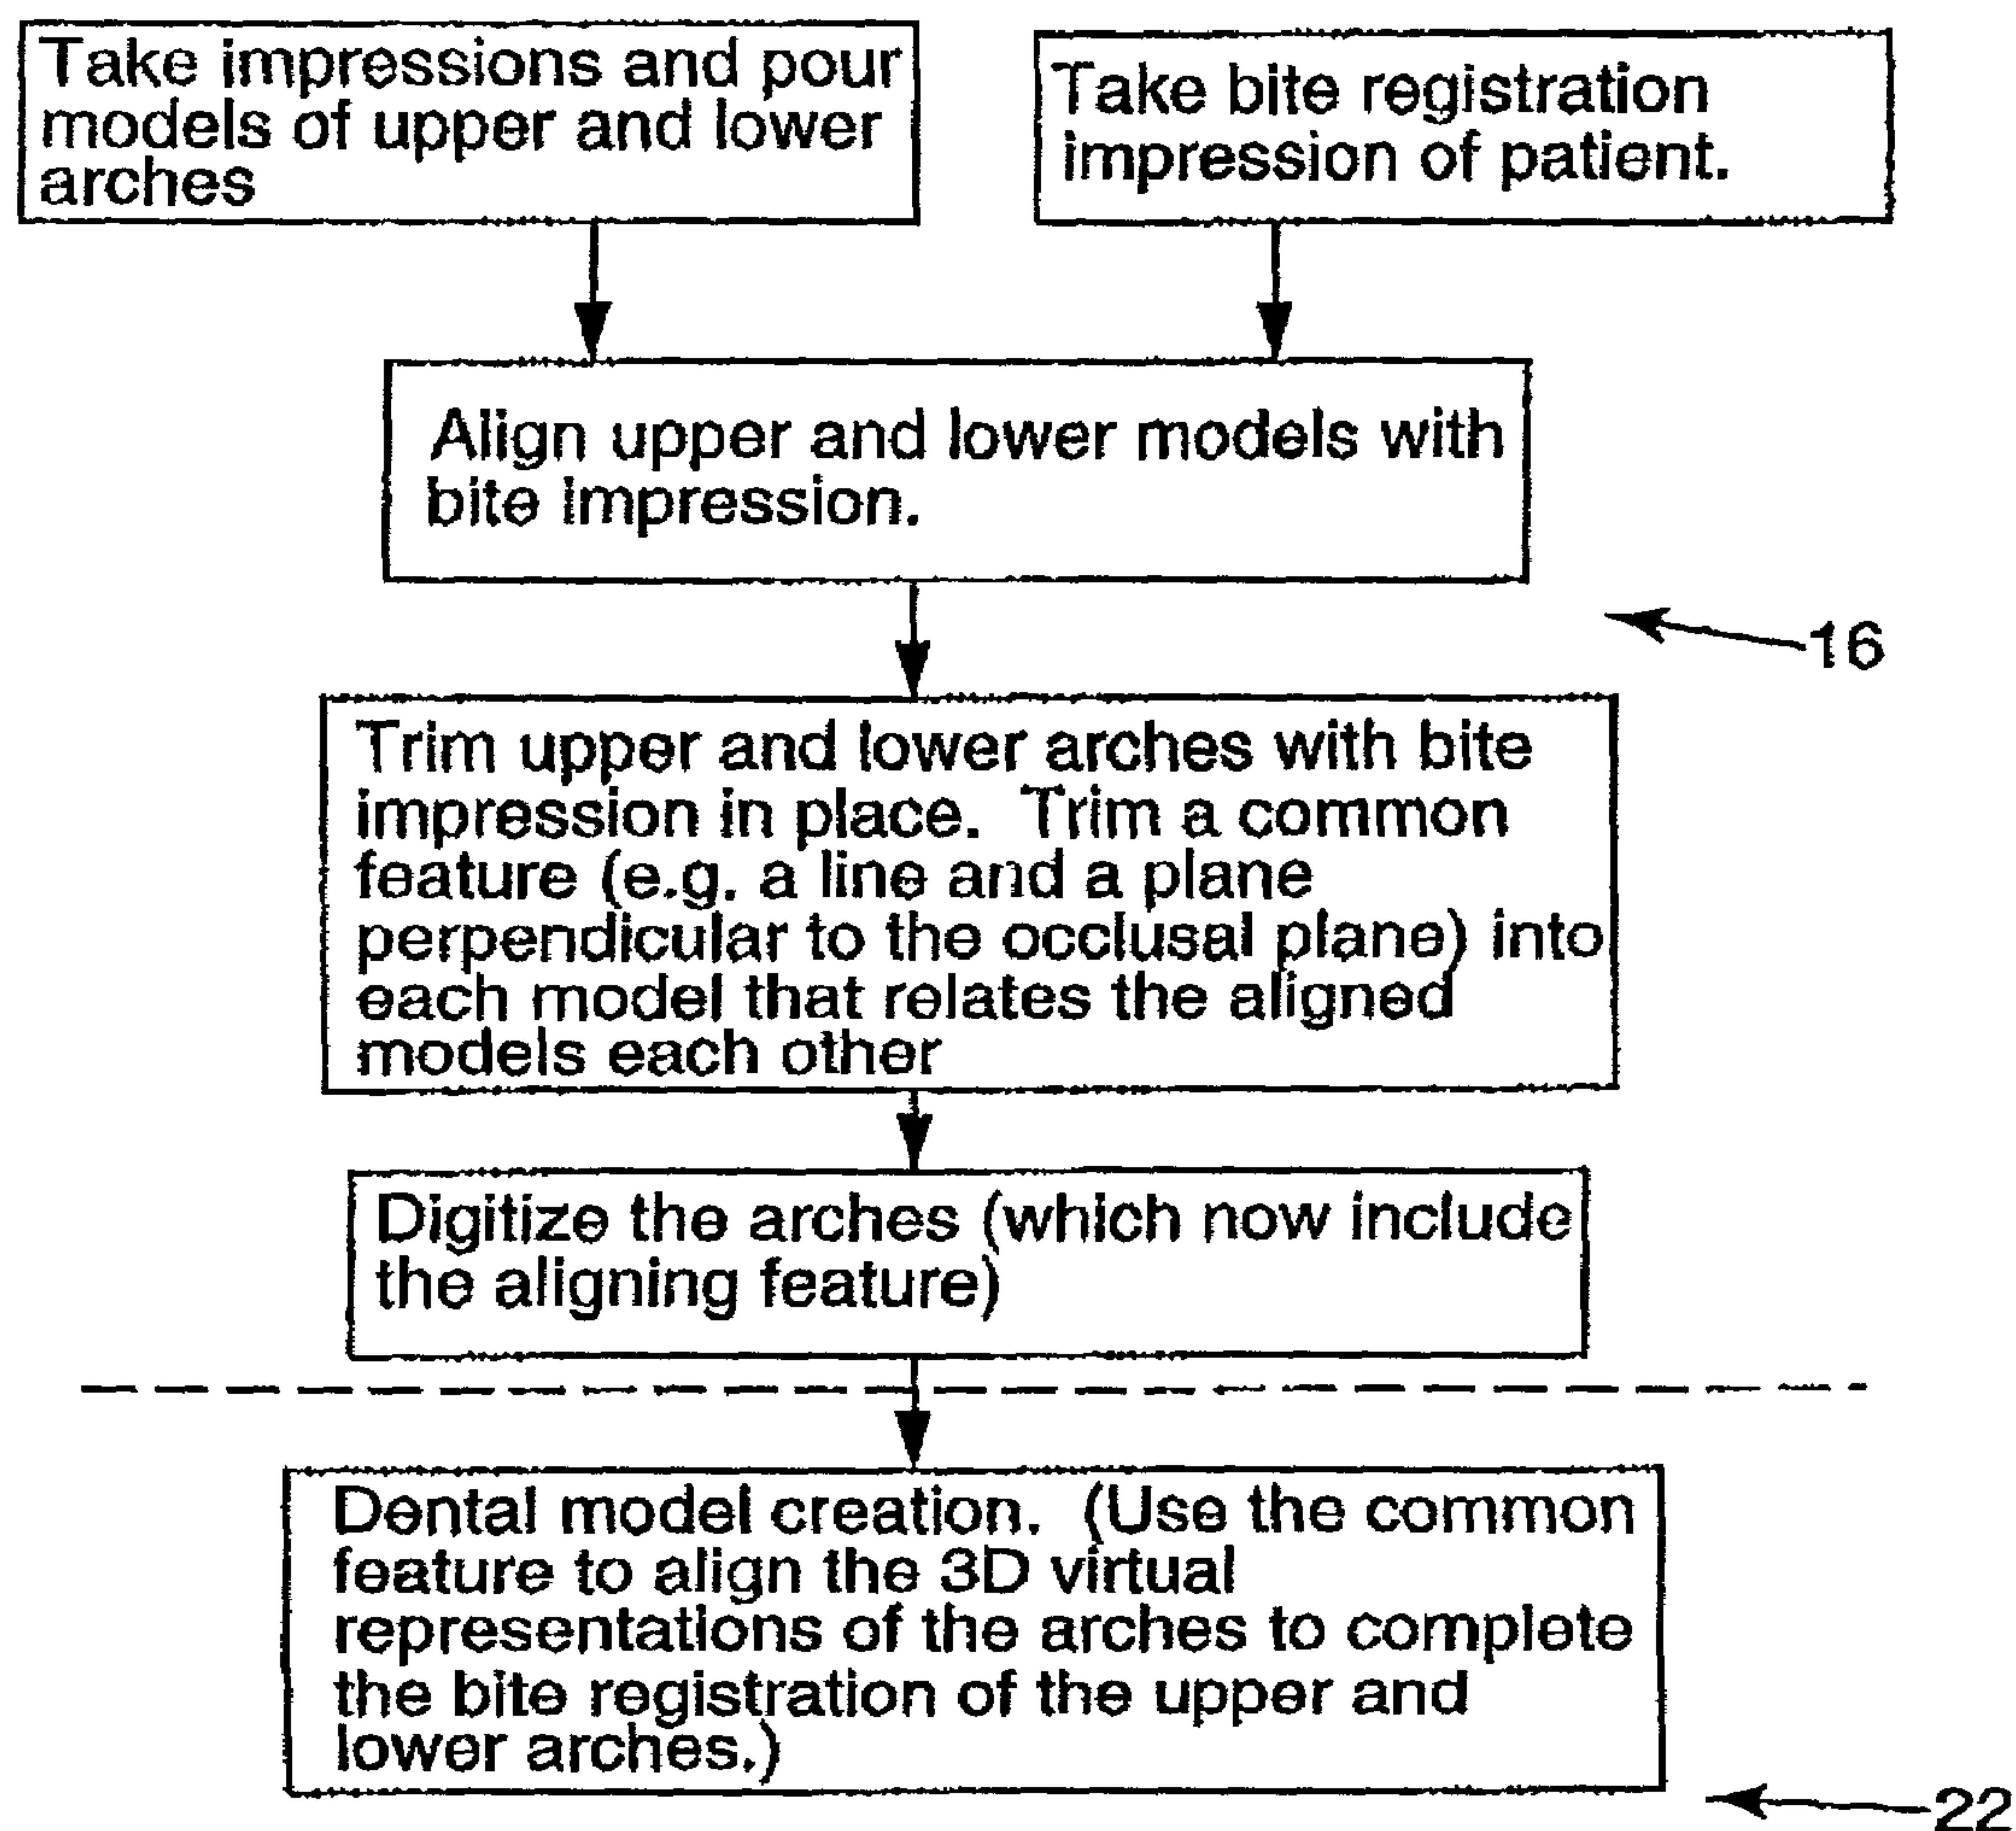 Take impressions and pour
models of upper and lower
arches
Take bite registration
impression of patient.
Align upper and lower models with
bite impression.
16
Trim upper and lower arches with bite
impression in place. Trim a common
feature (e.g. a line and a plane
perpendicular to the occlusal plane) into
each model that relates the aligned
models each other
Digitize the arches (which now include
the aligning feature)
Dental model creation. (Use the common
feature to align the 3D virtual
representations of the arches to complete
the bite registration of the upper and
lower arches.)
22